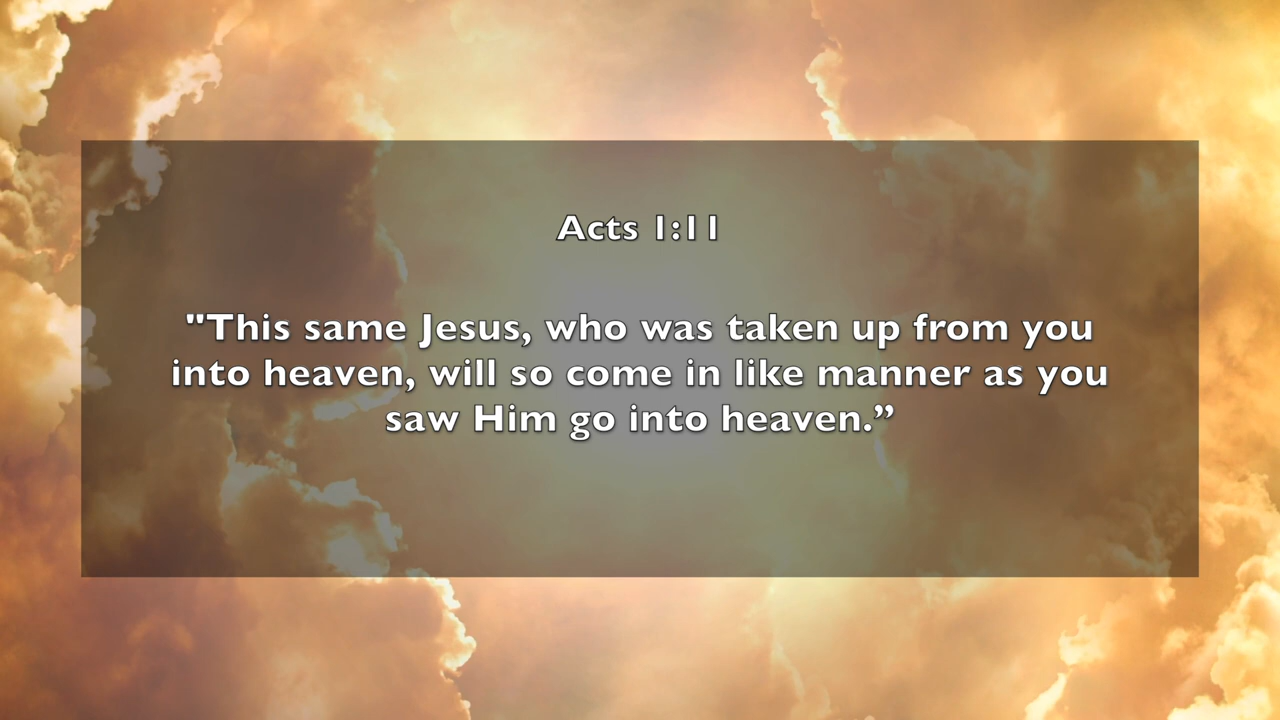 Acts 1:11
"This same Jesus, who was taken up from you
into heaven, will so come in like manner as you
saw Him go into heaven.”